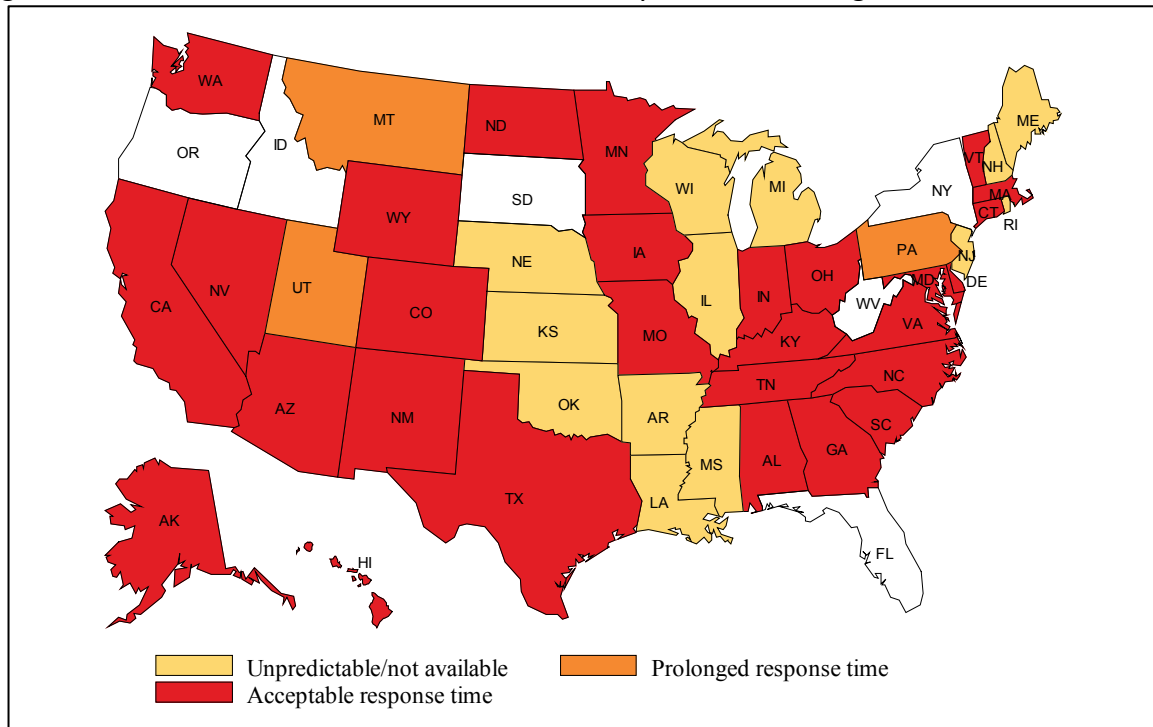 WA
MT
ND
MN
ME
OR
ID
SD
WI
MI
VT
NH
NY
MA
CT
RI
WY
NE
IA
PA
NJ
NV
UT
CO
IL
IN
OH
MD
DE
WV
CA
KS
MO
KY
VA
AZ
NM
OK
AR
TN
NC
SC
TX
LA
MS
AL
GA
AK
HI
FL
Unpredictable/not available
Prolonged response time
Acceptable response time